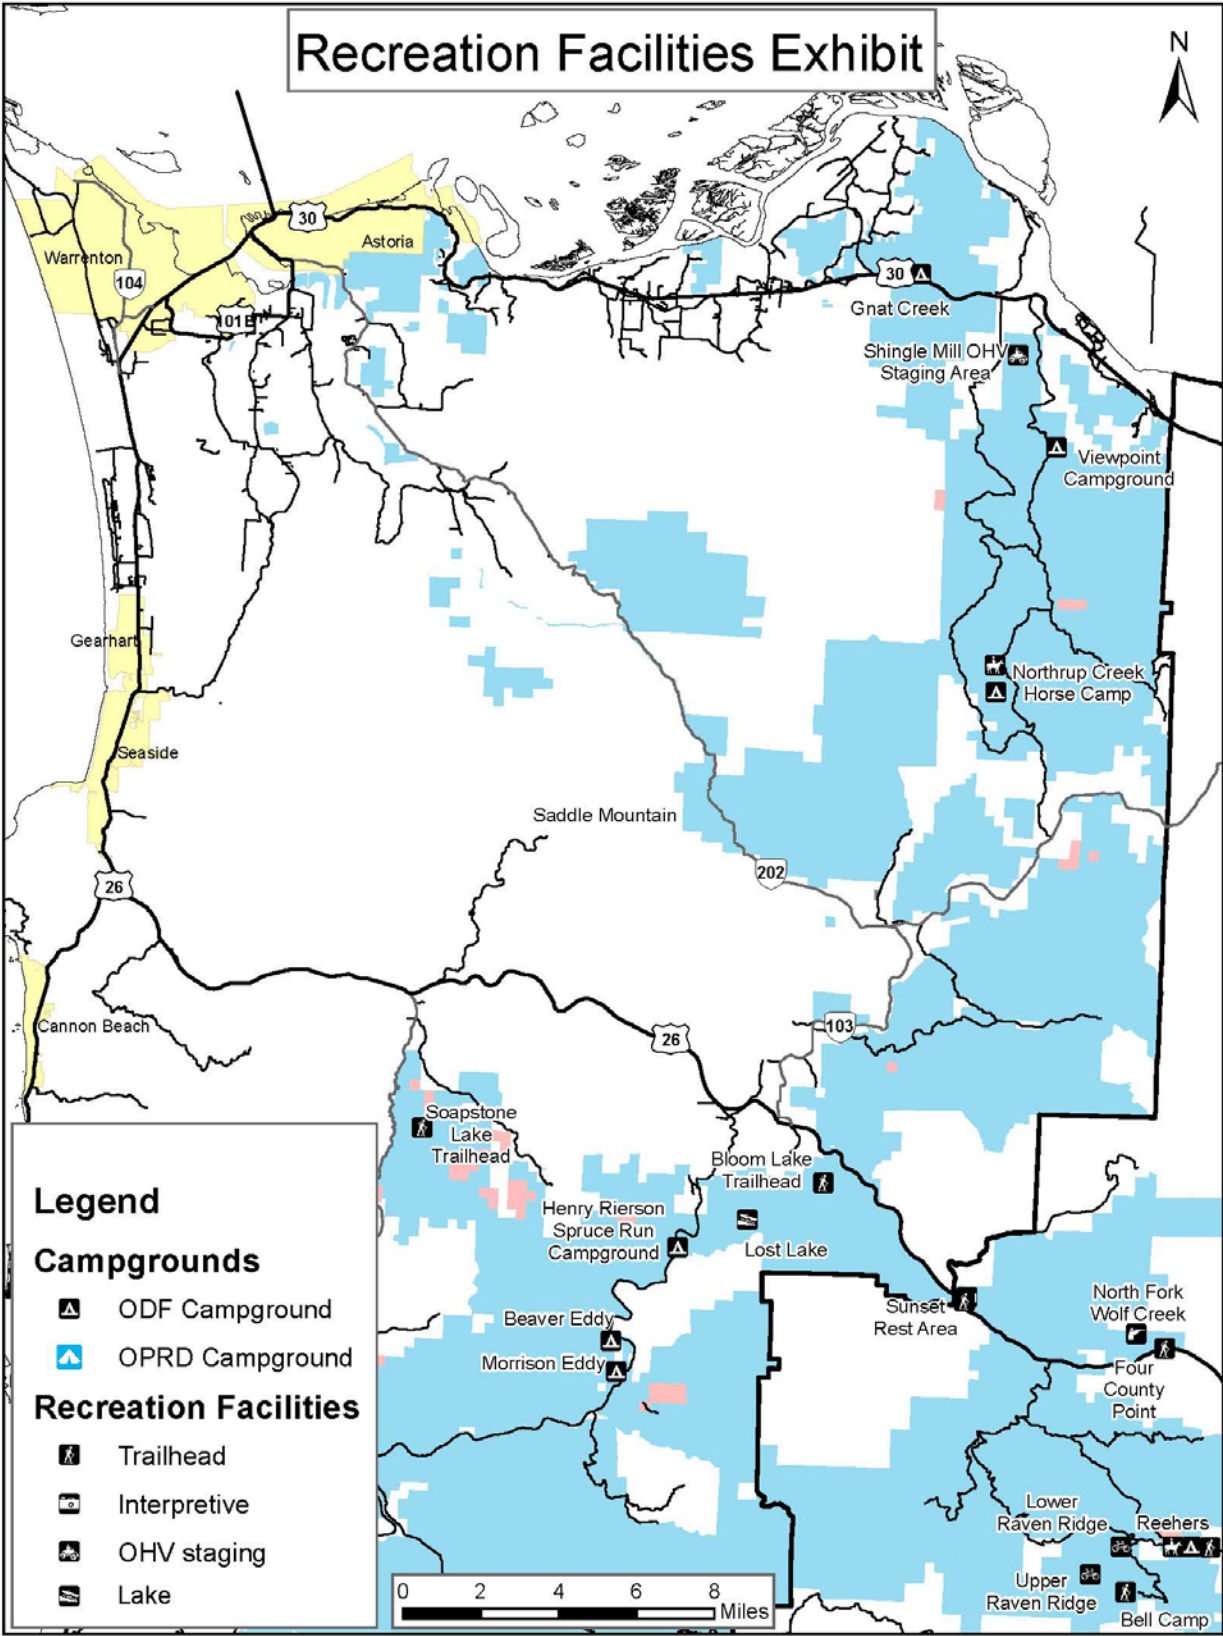 Recreation Facilities Exhibit
N
30
Astoria
Warrenton
104
101B
30
Gnat Creek
Shingle Mill OHV
Staging Area
Viewpoint
Campground
Gearhart
Northrup Creek
Horse Camp
Seaside
Saddle Mountain
202
26
Cannon Beach
103
26
Soapstone
Lake
Trailhead
Bloom Lake
Trailhead
Henry Rierson
Spruce Run
Campground
Lost Lake
Sunset
Rest Area
North Fork
Wolf Creek
Beaver Eddy
Morrison Eddy
Four
County
Point
Lower
Raven Ridge
Reehers
Upper
Raven Ridge
Bell Camp
Legend
Campgrounds
ODF Campground
OPRD Campground
Recreation Facilities
Trailhead
Interpretive
OHV staging
Lake
0 2 4 6 8
Miles